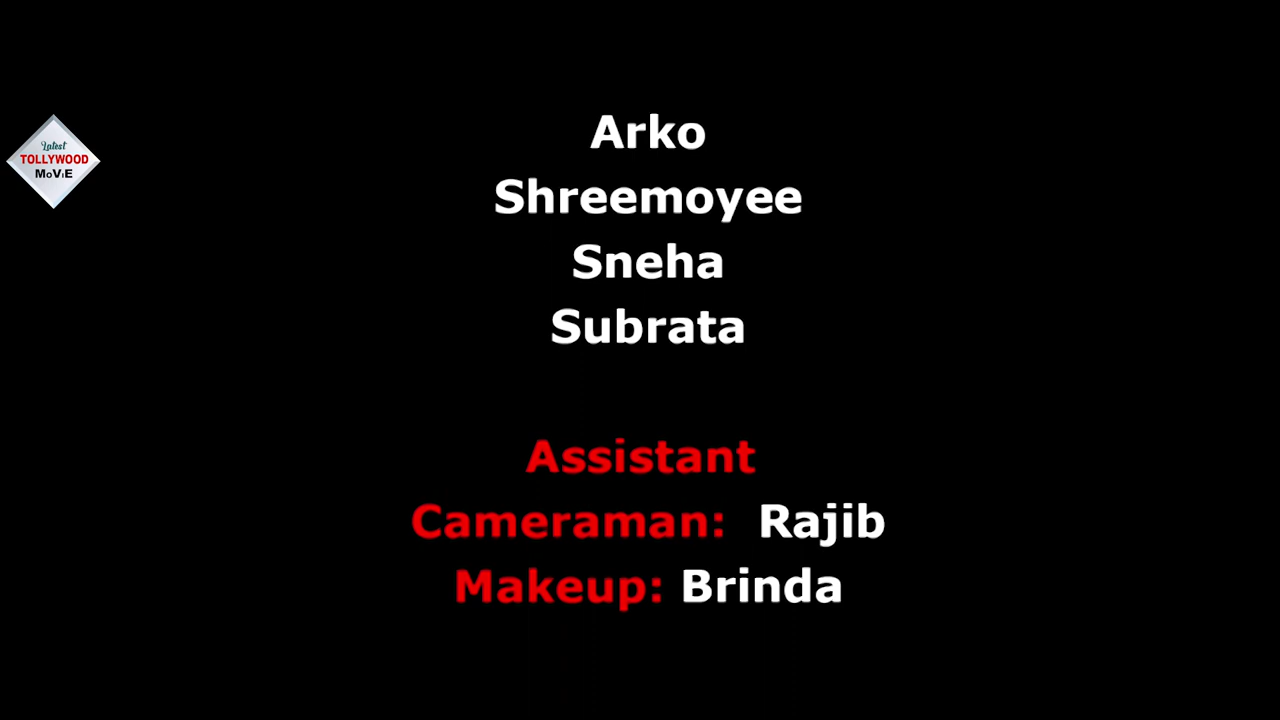 Latest
TOLLYWOOD
MoViE
Arko
Shreemoyee
Sneha
Subrata
Assistant
Cameraman: Rajib
Makeup: Brinda